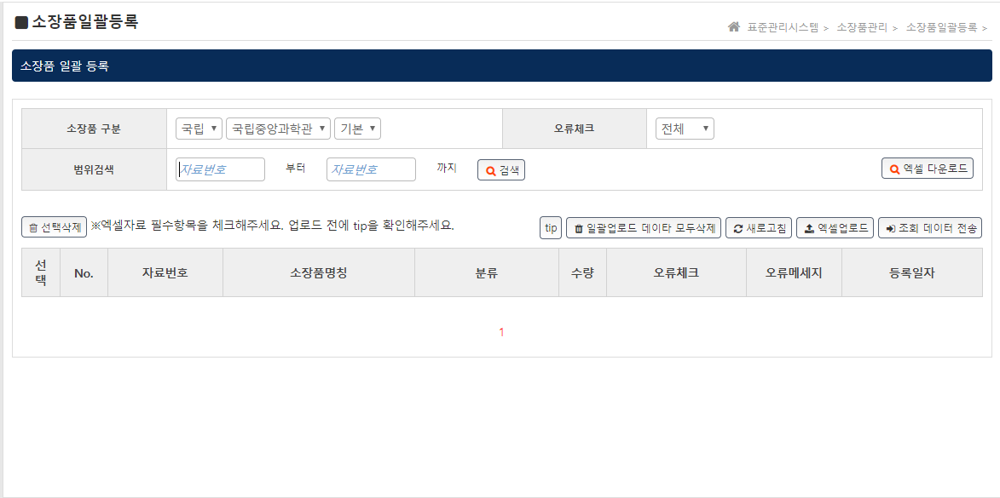 소장품일괄등록
표준관리시스템 > 소장품관리 > 소장품일괄등록 >
소장품 일괄 등록
소장품 구분 국립 국립중앙과학관 기본 오류체크 전체
범위검색 자료번호 부터 자료번호 까지 검색 엑셀 다운로드
선택삭제 ※엑셀자료 필수항목을 체크해주세요. 업로드 전에 tip을 확인해주세요. tip 일괄업로드 데이타 모두삭제 새로고침 엑셀업로드 조회 데이터 전송
선택 No. 자료번호 소장품명칭 분류 수량 오류체크 오류메세지 등록일자
1